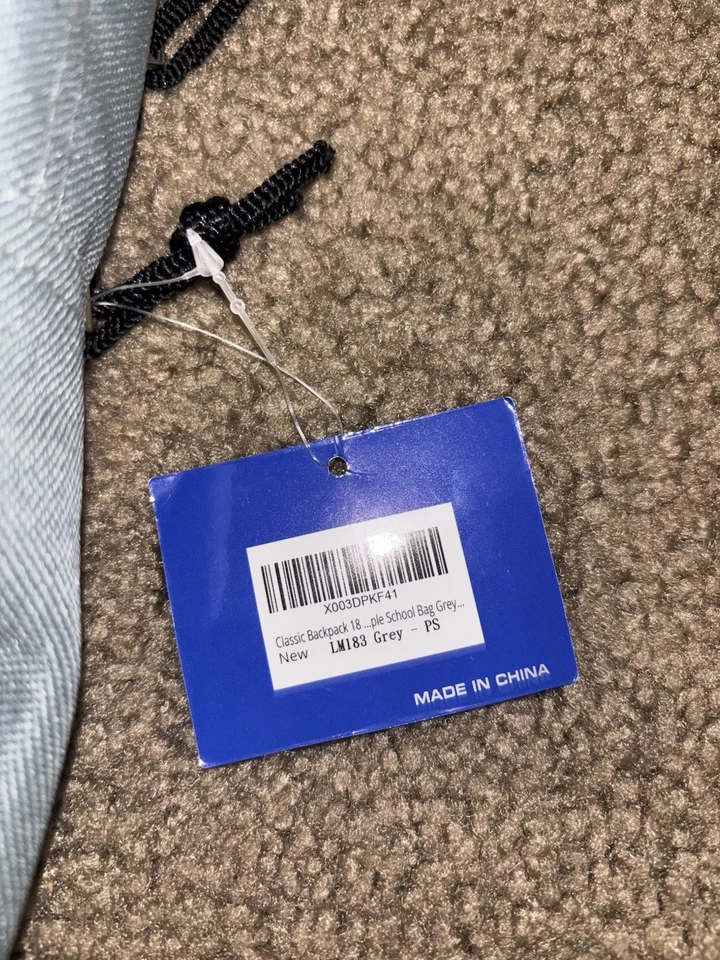 X003DPKF41
Classic Backpack 18 ...ple School Bag Grey...
New LM183 Grey - PS
MADE IN CHINA